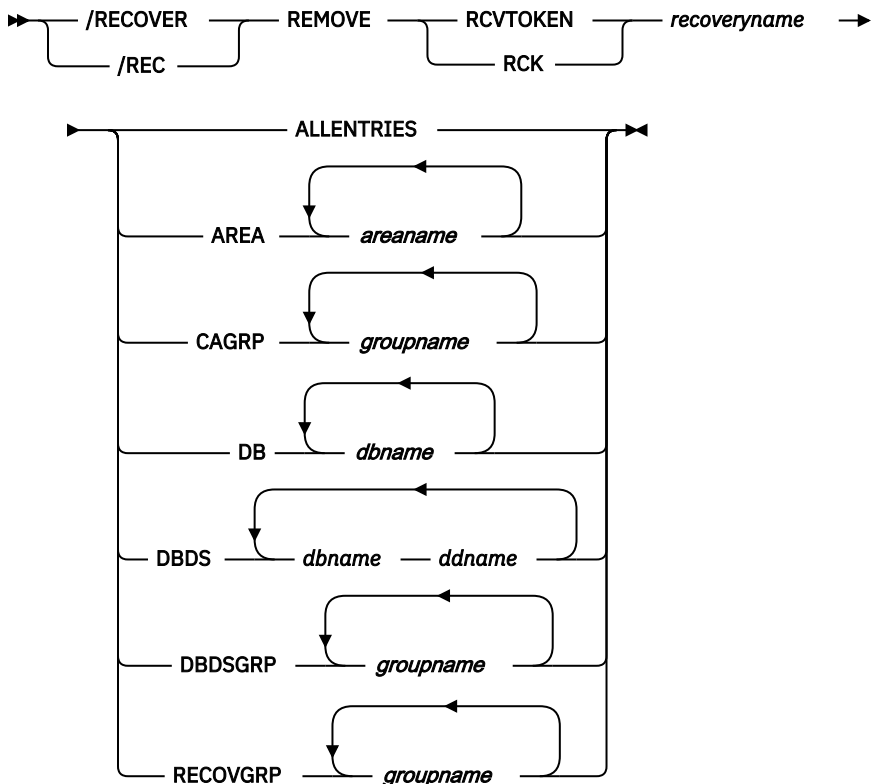 /RECOVER REMOVE RCVTOKEN recoveryname
/REC RCK
ALLENTRIES
AREA areaname
CAGRP groupname
DB dbname
DBDS dbname ddname
DBDSGRP groupname
RECOVGRP groupname